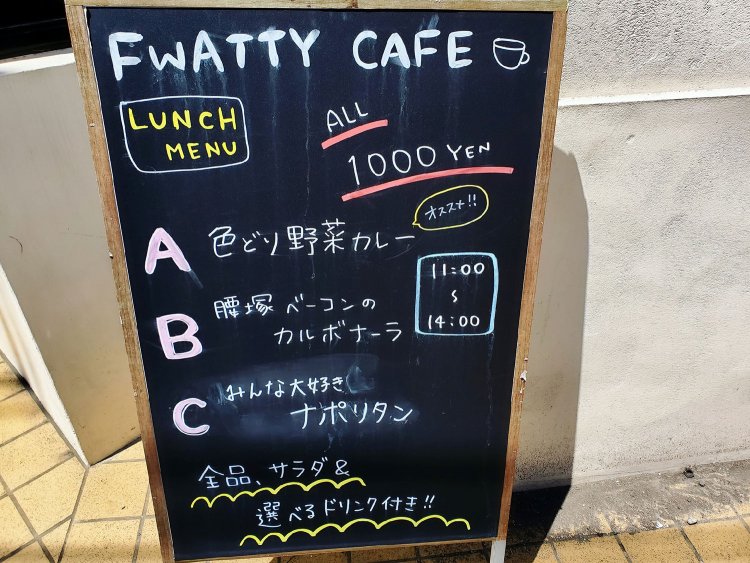 FWATTY CAFE
LUNCH
MENU
ALL
1000 YEN
オススメ!!
A 色どり野菜カレー
11:00
~
14:00
B 腰塚ベーコンの
カルボナーラ
C みんな大好き
ナポリタン
全品、サラダ&
選べるドリンク付き!!